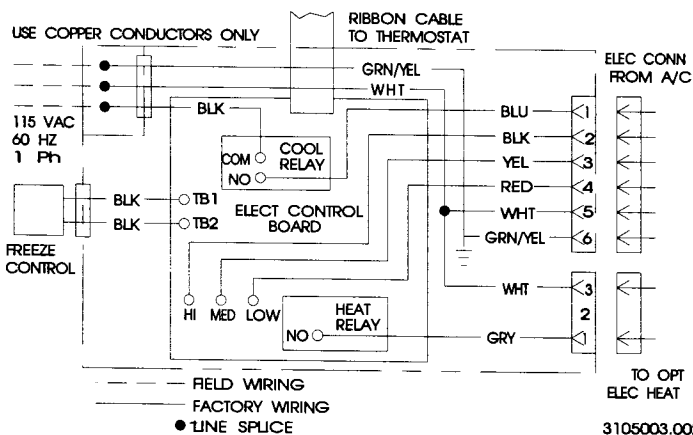 RIBBON CABLE
TO THERMOSTAT
USE COPPER CONDUCTORS ONLY
ELEC CONN
FROM A/C
GRN/YEL
WHT
BLK
115 VAC
60 HZ
1 Ph
BLU 1
BLK 2
YEL 3
RED 4
WHT 5
GRN/YEL 6
COM
COOL
RELAY
NO
BLK TB1
BLK TB2
ELECT CONTROL
BOARD
FREEZE
CONTROL
HI MED LOW
HEAT
RELAY
NO
WHT 3
2
GRY 1
TO OPT
ELEC HEAT
FIELD WIRING
FACTORY WIRING
LINE SPLICE